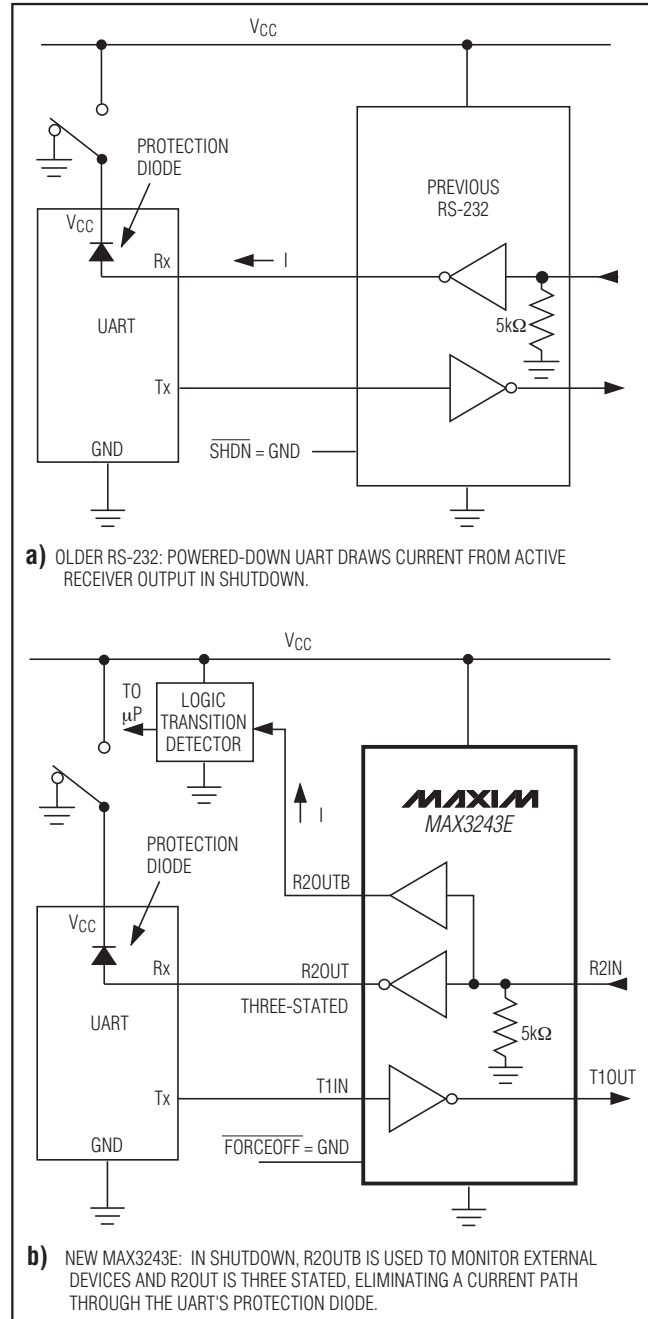 VCC
PROTECTION
DIODE
PREVIOUS
RS-232
VCC
Rx
I
UART
5kΩ
Tx
GND
SHDN = GND
a) OLDER RS-232: POWERED-DOWN UART DRAWS CURRENT FROM ACTIVE
RECEIVER OUTPUT IN SHUTDOWN.
VCC
TO
μP
LOGIC
TRANSITION
DETECTOR
MAXIM
MAX3243E
I
PROTECTION
DIODE
R2OUTB
VCC
Rx
R2OUT
R2IN
THREE-STATED
UART
5kΩ
Tx
T1IN
T1OUT
GND
FORCEOFF = GND
b) NEW MAX3243E: IN SHUTDOWN, R2OUTB IS USED TO MONITOR EXTERNAL
DEVICES AND R2OUT IS THREE STATED, ELIMINATING A CURRENT PATH
THROUGH THE UART'S PROTECTION DIODE.